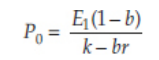 P₀ = E₁(1 – b) / k – br